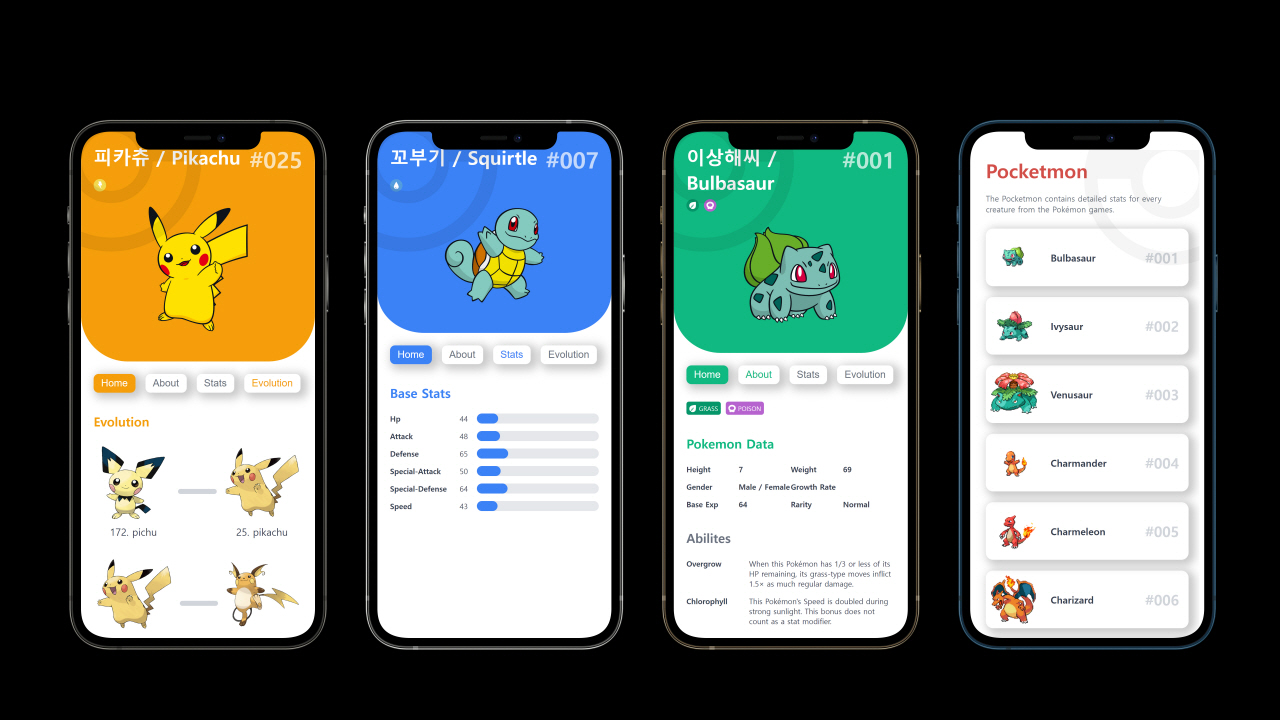 피카츄 / Pikachu #025
Home About Stats Evolution
Evolution
172. pichu 25. pikachu
꼬부기 / Squirtle #007
Home About Stats Evolution
Base Stats
Hp 44
Attack 48
Defense 65
Special-Attack 50
Special-Defense 64
Speed 43
이상해씨 / #001
Bulbasaur
Home About Stats Evolution
GRASS POISON
Pokemon Data
Height 7 Weight 69
Gender Male / Female Growth Rate
Base Exp 64 Rarity Normal
Abilites
Overgrow When this Pokémon has 1/3 or less of its
HP remaining, its grass-type moves inflict
1.5× as much regular damage.
Chlorophyll This Pokémon's Speed is doubled during
strong sunlight. This bonus does not
count as a stat modifier.
Pocketmon
The Pocketmon contains detailed stats for every
creature from the Pokémon games.
Bulbasaur #001
Ivysaur #002
Venusaur #003
Charmander #004
Charmeleon #005
Charizard #006